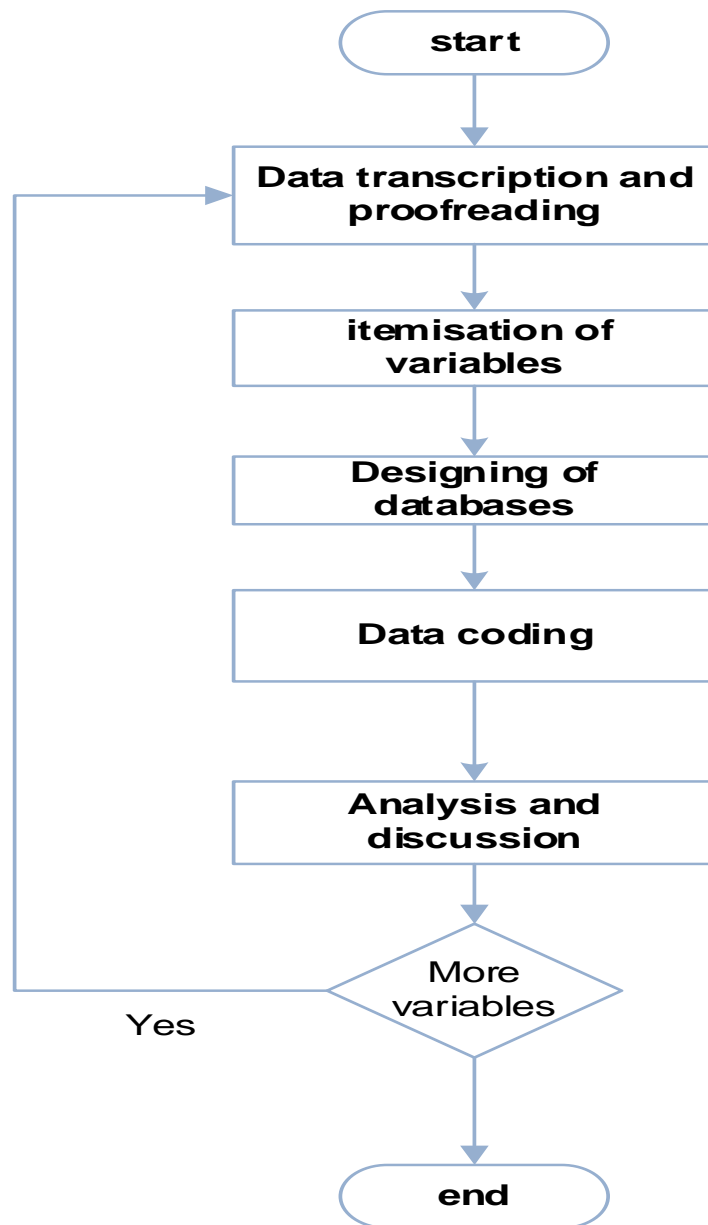 start
Data transcription and
proofreading
itemisation of
variables
Designing of
databases
Data coding
Analysis and
discussion
More
variables
Yes
end